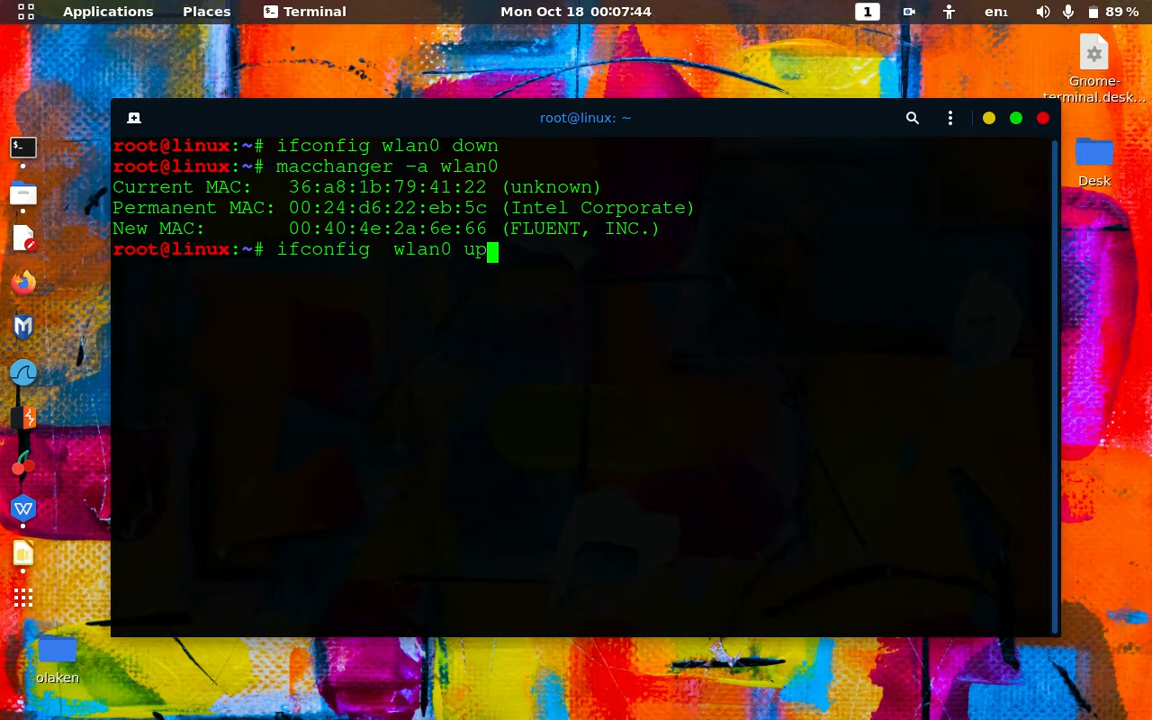 Applications Places Terminal Mon Oct 18 00:07:44 1 en₁ 89 %
Gnome-
terminal.desk...
root@linux: ~
root@linux:~# ifconfig wlan0 down
root@linux:~# macchanger -a wlan0
Current MAC:   36:a8:1b:79:41:22 (unknown)
Permanent MAC: 00:24:d6:22:eb:5c (Intel Corporate)
New MAC:       00:40:4e:2a:6e:66 (FLUENT, INC.)
root@linux:~# ifconfig  wlan0 up
Desk
olaken